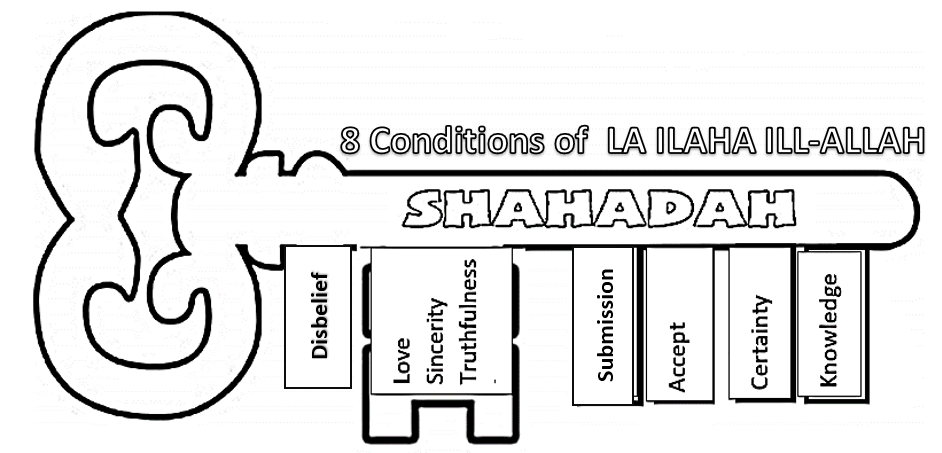 8 Conditions of LA ILAHA ILL-ALLAH
SHAHADAH
Disbelief
Love
Sincerity
Truthfulness
Submission
Accept
Certainty
Knowledge